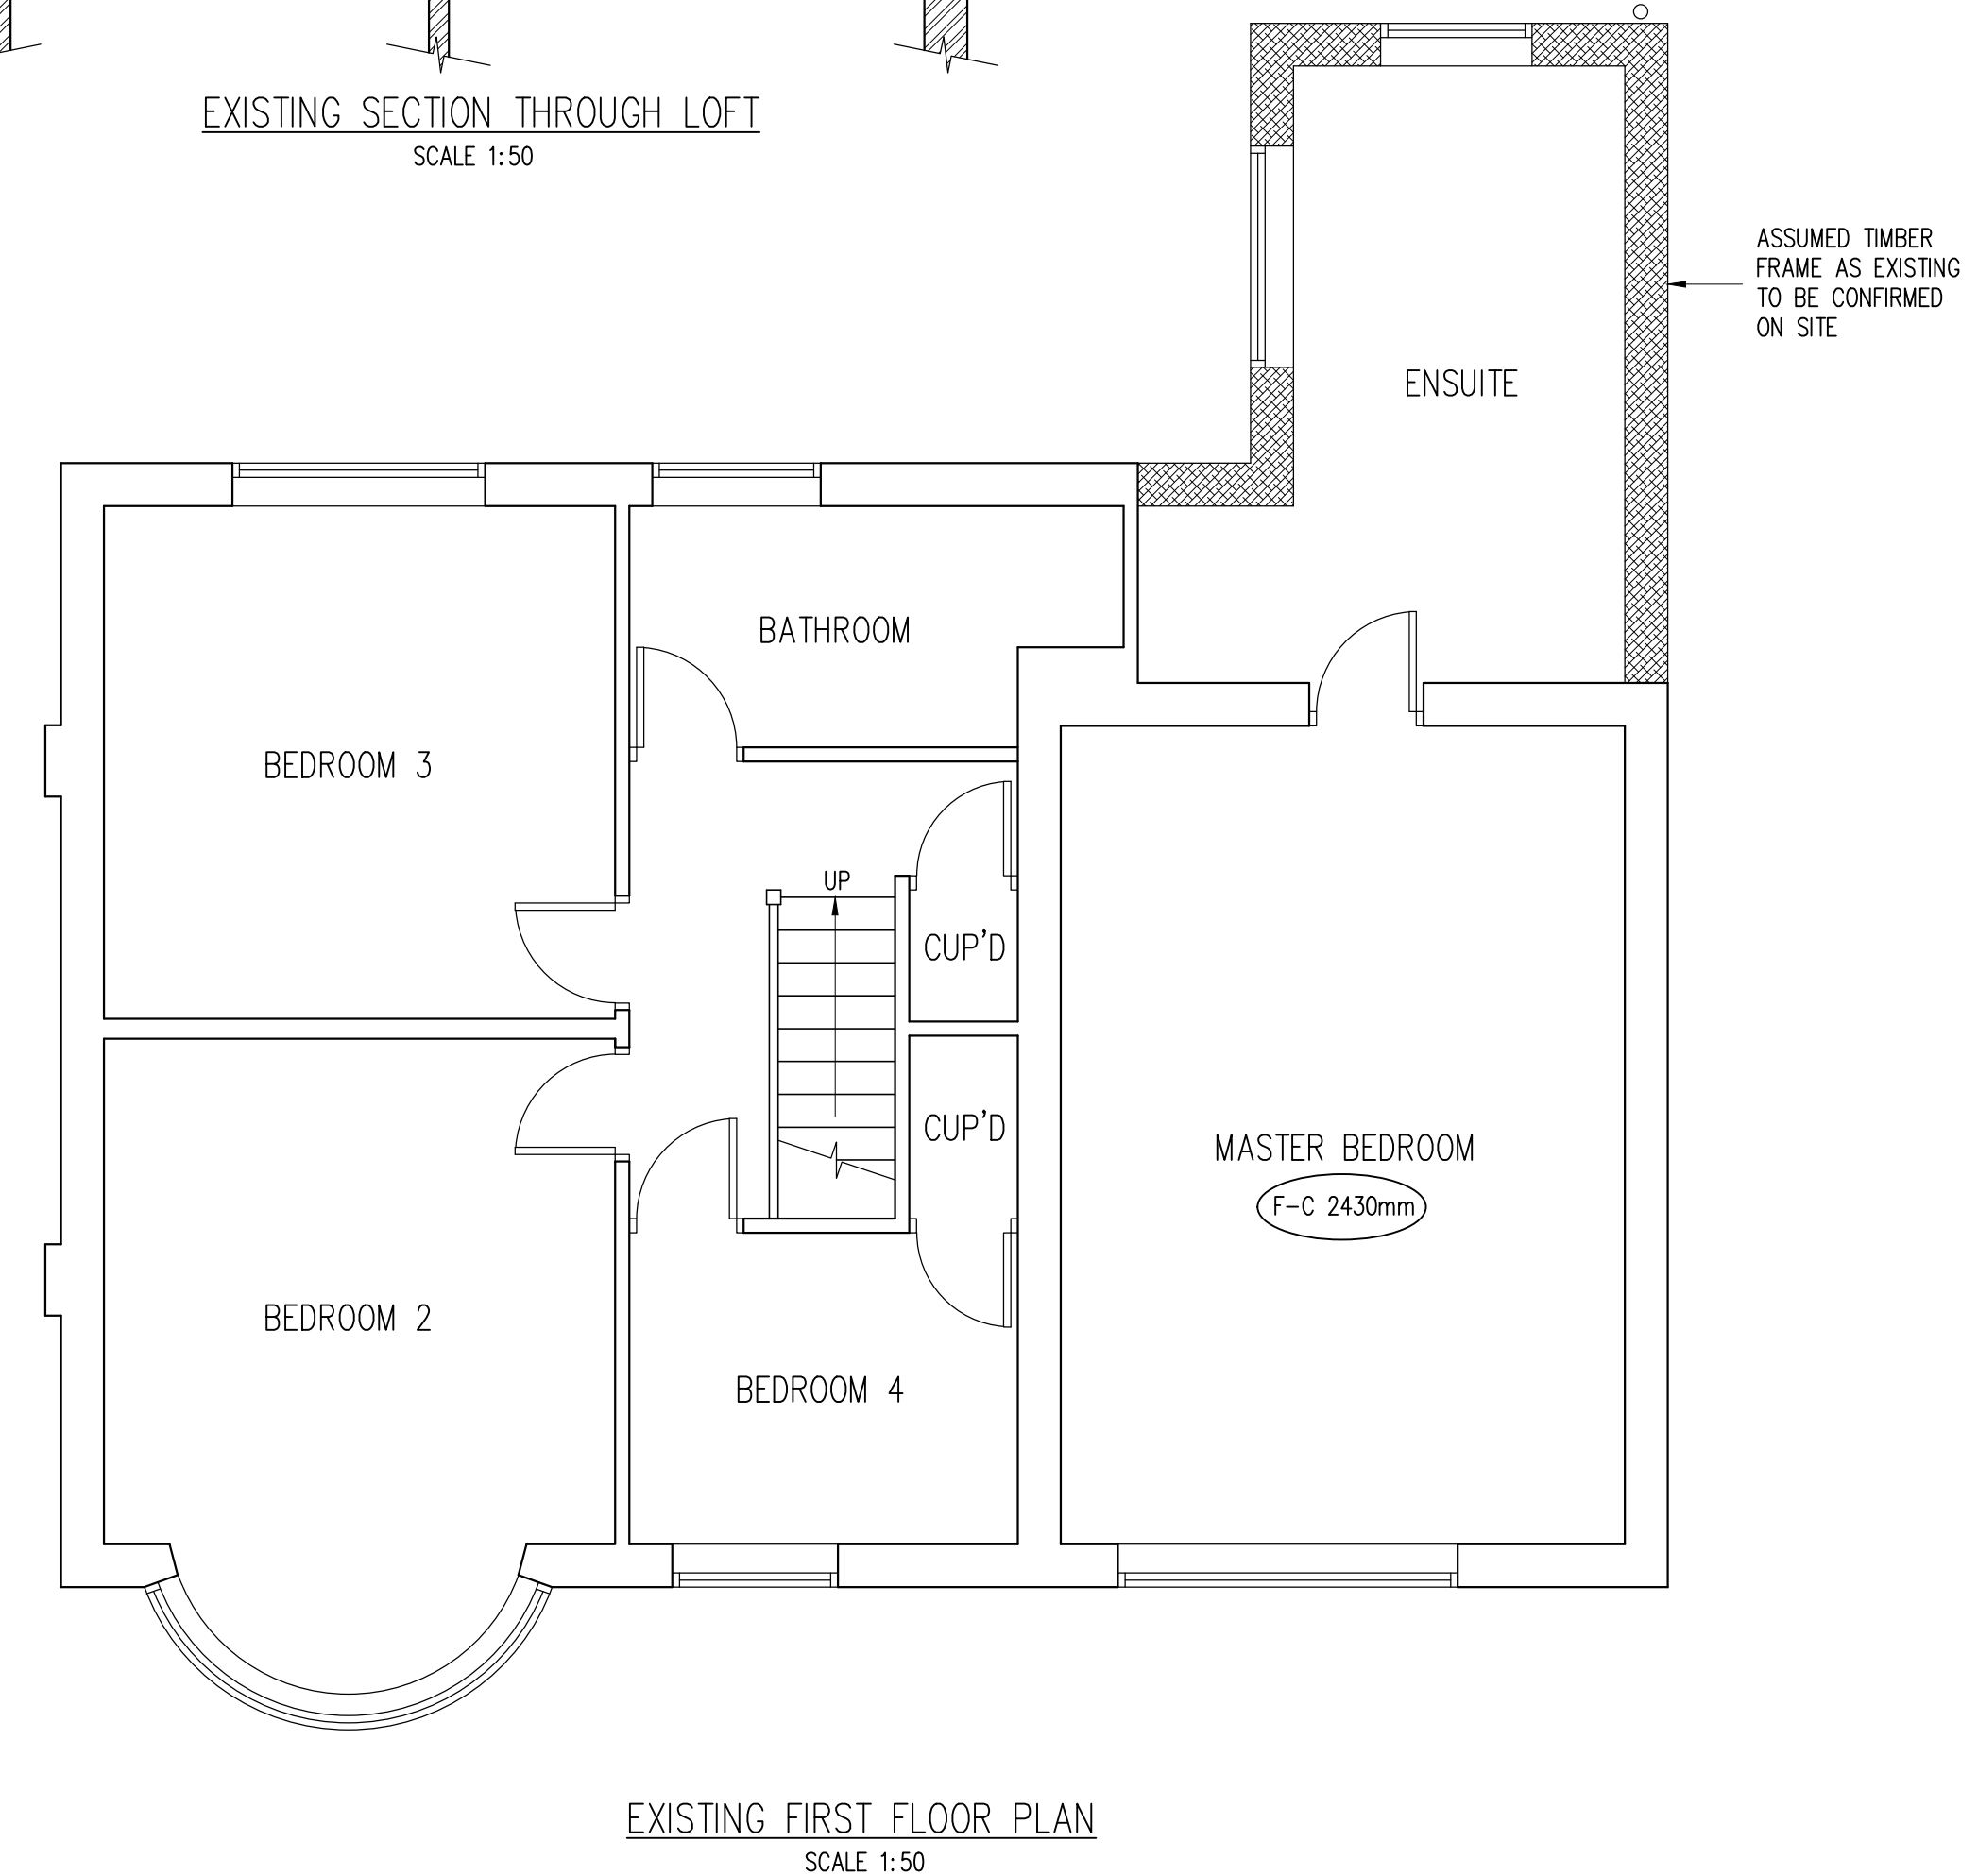 EXISTING SECTION THROUGH LOFT
SCALE 1:50
ASSUMED TIMBER
FRAME AS EXISTING
TO BE CONFIRMED
ON SITE
ENSUITE
BATHROOM
BEDROOM 3
UP
CUP'D
CUP'D
MASTER BEDROOM
F-C 2430mm
BEDROOM 2
BEDROOM 4
EXISTING FIRST FLOOR PLAN
SCALE 1:50